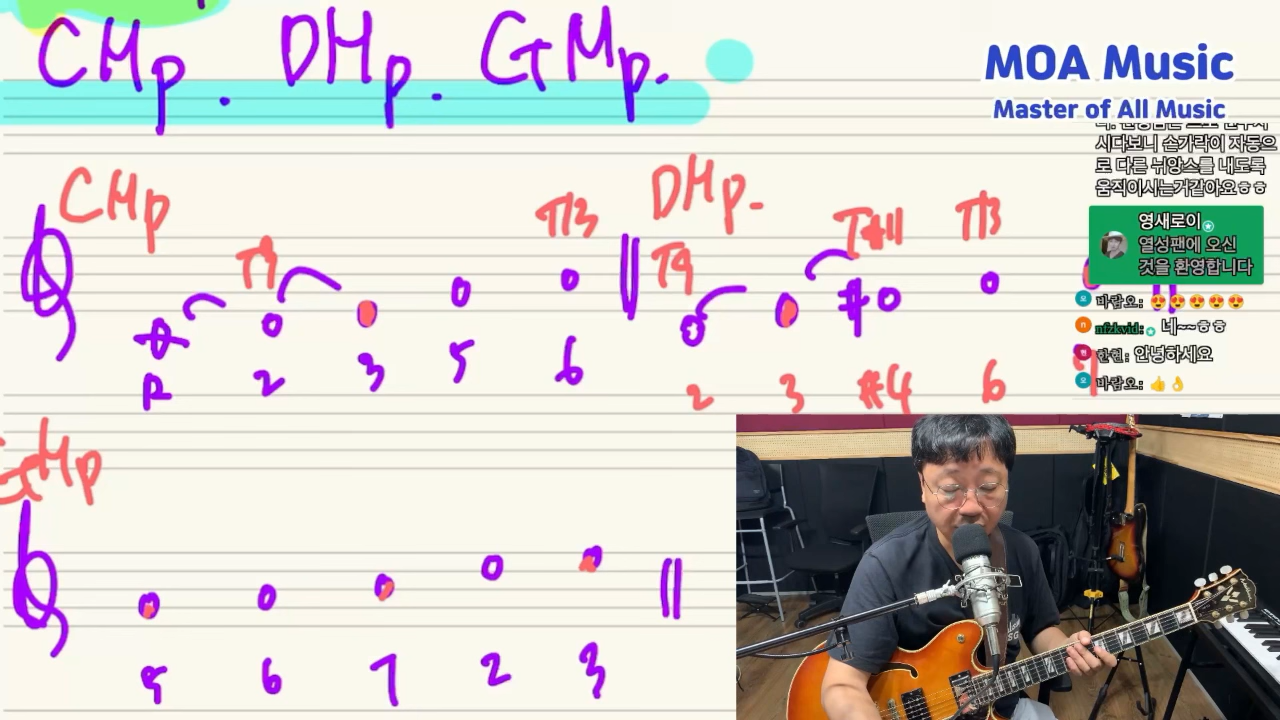 CMp. DMp. GMp.
MOA Music
Master of All Music
시다보니 손가락이 자동으
로 다른 뉘앙스를 내도록
움직이시는거같아요ㅎㅎ
영새로이
열성팬에 오신
것을 환영합니다
바람오: 😍😍😍😍😍
nfzkvid: 네~~ㅎㅎ
한현: 안녕하세요
바람오: 👍👌
CMp T9 T13 DMp. T9 T#11 T13
R 2 3 5 6 2 3 #4 6 7
GMp
5 6 7 2 3